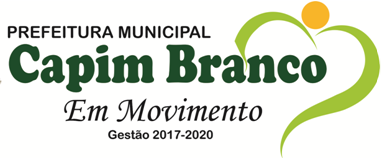 PREFEITURA MUNICIPAL
Capim Branco
Em Movimento
Gestão 2017-2020